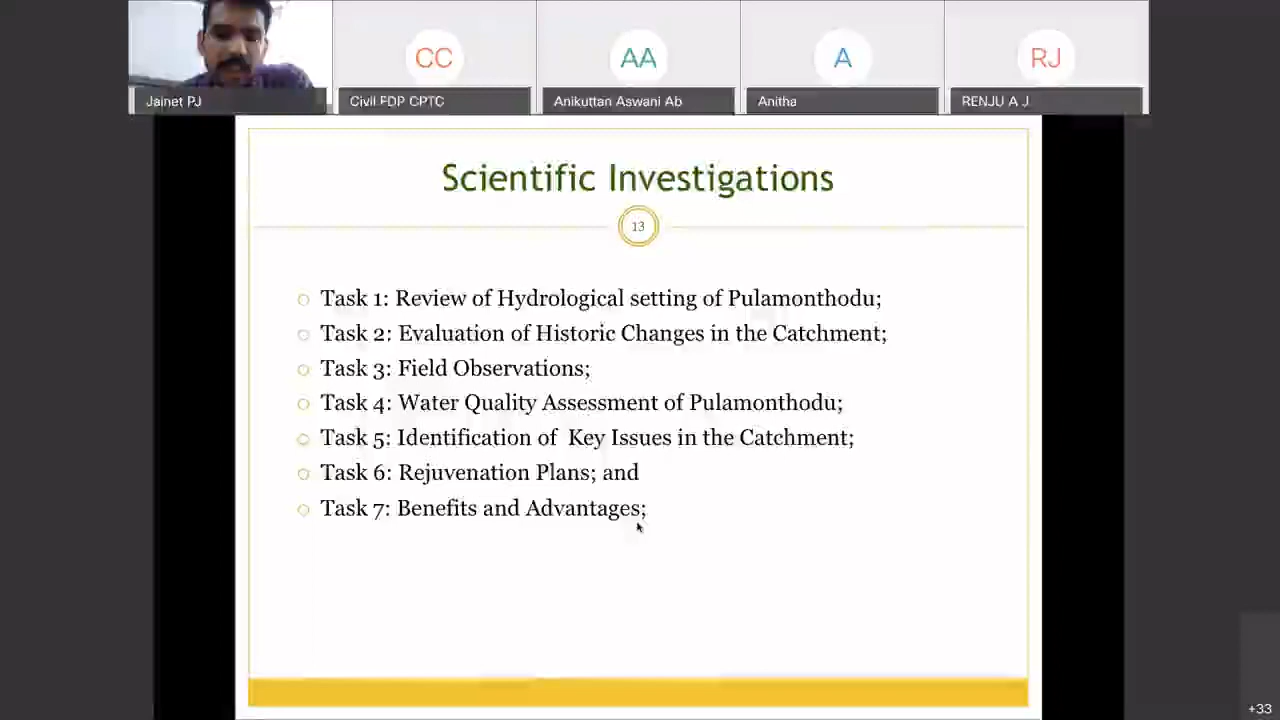 CC
AA
A
RJ
Jainet PJ
Civil FDP CPTC
Anikuttan Aswani Ab
Anitha
RENJU A J
Scientific Investigations
13
Task 1: Review of Hydrological setting of Pulamonthodu;
Task 2: Evaluation of Historic Changes in the Catchment;
Task 3: Field Observations;
Task 4: Water Quality Assessment of Pulamonthodu;
Task 5: Identification of Key Issues in the Catchment;
Task 6: Rejuvenation Plans; and
Task 7: Benefits and Advantages;
+33